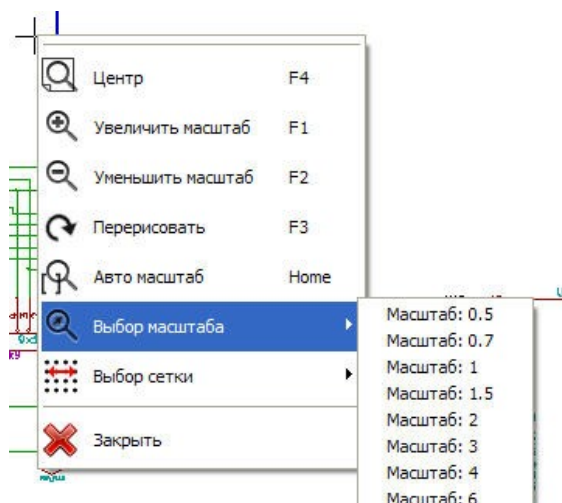 Центр F4
Увеличить масштаб F1
Уменьшить масштаб F2
Перерисовать F3
Авто масштаб Home
Выбор масштаба
Масштаб: 0.5
Масштаб: 0.7
Масштаб: 1
Масштаб: 1.5
Масштаб: 2
Масштаб: 3
Масштаб: 4
Масштаб: 6
Выбор сетки
Закрыть